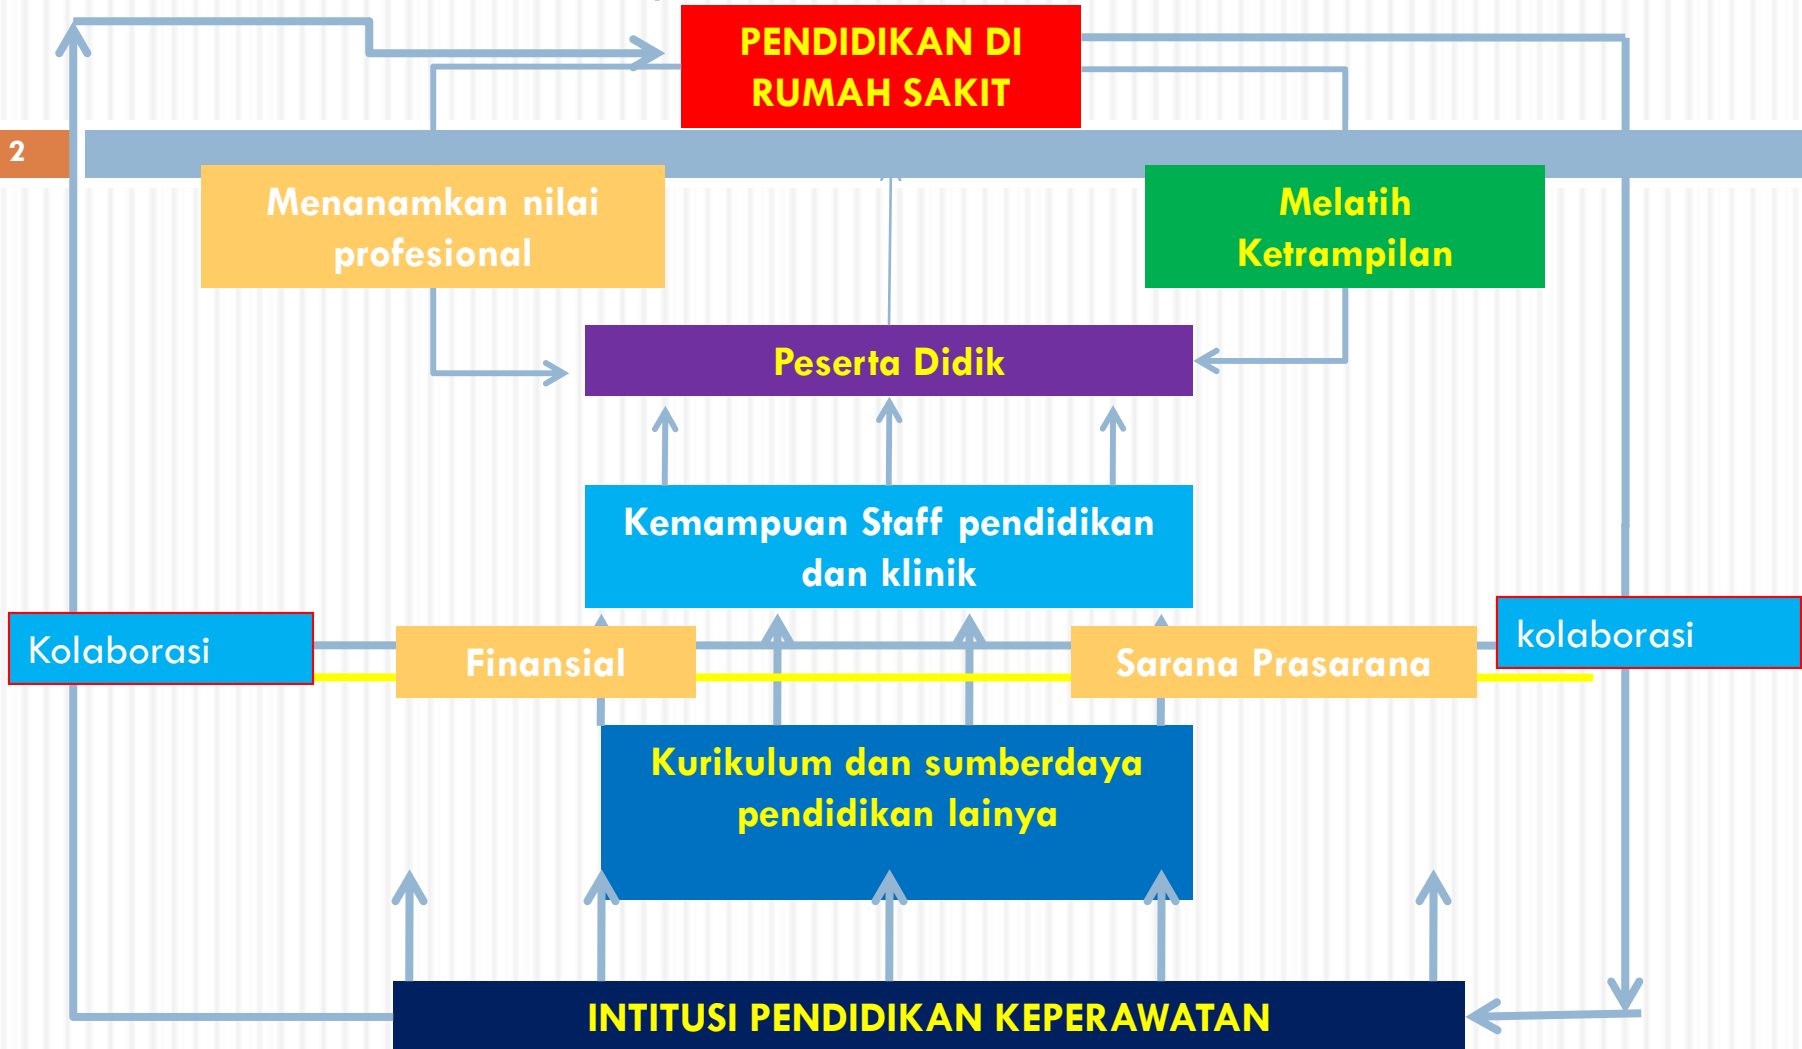 PENDIDIKAN DI
RUMAH SAKIT
2
Menanamkan nilai
profesional
Melatih
Ketrampilan
Peserta Didik
Kemampuan Staff pendidikan
dan klinik
Kolaborasi
Finansial
Sarana Prasarana
kolaborasi
Kurikulum dan sumberdaya
pendidikan lainya
INTITUSI PENDIDIKAN KEPERAWATAN